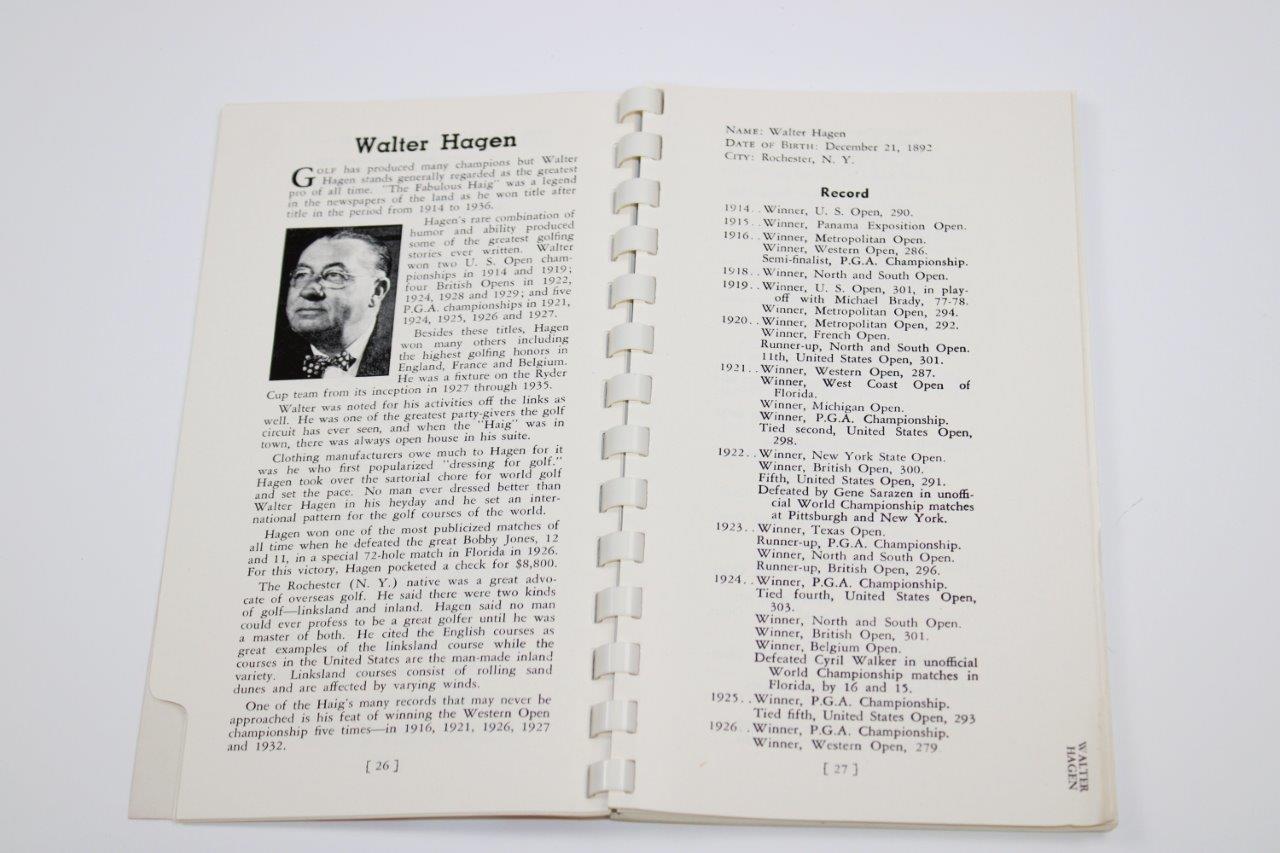 Walter Hagen
GOLF has produced many champions but Walter
Hagen stands generally regarded as the greatest
pro of all time. "The Fabulous Haig" was a legend
in the newspapers of the land as he won title after
title in the period from 1914 to 1936.
Hagen's rare combination of
humor and ability produced
some of the greatest golfing
stories ever written. Walter
won two U. S. Open cham-
pionships in 1914 and 1919;
four British Opens in 1922,
1924, 1928 and 1929; and five
P.G.A. championships in 1921,
1924, 1925, 1926 and 1927.
Besides these titles, Hagen
won many others including
the highest golfing honors in
England, France and Belgium.
He was a fixture on the Ryder
Cup team from its inception in 1927 through 1935.
Walter was noted for his activities off the links as
well. He was one of the greatest party-givers the golf
circuit has ever seen, and when the "Haig" was in
town, there was always open house in his suite.
Clothing manufacturers owe much to Hagen for it
was he who first popularized "dressing for golf."
Hagen took over the sartorial chore for world golf
and set the pace. No man ever dressed better than
Walter Hagen in his heyday and he set an inter-
national pattern for the golf courses of the world.
Hagen won one of the most publicized matches of
all time when he defeated the great Bobby Jones, 12
and 11, in a special 72-hole match in Florida in 1926.
For this victory, Hagen pocketed a check for $8,800.
The Rochester (N. Y.) native was a great advo-
cate of overseas golf. He said there were two kinds
of golf—linksland and inland. Hagen said no man
could ever profess to be a great golfer until he was
a master of both. He cited the English courses as
great examples of the linksland course while the
courses in the United States are the man-made inland
variety. Linksland courses consist of rolling sand
dunes and are affected by varying winds.
One of the Haig's many records that may never be
approached is his feat of winning the Western Open
championship five times—in 1916, 1921, 1926, 1927
and 1932.
[ 26 ]
NAME: Walter Hagen
DATE OF BIRTH: December 21, 1892
CITY: Rochester, N. Y.
Record
1914. . Winner, U. S. Open, 290.
1915. . Winner, Panama Exposition Open.
1916. . Winner, Metropolitan Open.
Winner, Western Open, 286.
Semi-finalist, P.G.A. Championship.
1918. . Winner, North and South Open.
1919. . Winner, U. S. Open, 301, in play-
off with Michael Brady, 77-78.
Winner, Metropolitan Open, 294.
1920. . Winner, Metropolitan Open, 292.
Winner, French Open.
Runner-up, North and South Open.
11th, United States Open, 301.
1921. . Winner, Western Open, 287.
Winner, West Coast Open of
Florida.
Winner, Michigan Open.
Winner, P.G.A. Championship.
Tied second, United States Open,
298.
1922. . Winner, New York State Open.
Winner, British Open, 300.
Fifth, United States Open, 291.
Defeated by Gene Sarazen in unoffi-
cial World Championship matches
at Pittsburgh and New York.
1923. . Winner, Texas Open.
Runner-up, P.G.A. Championship.
Winner, North and South Open.
Runner-up, British Open, 296.
1924. . Winner, P.G.A. Championship.
Tied fourth, United States Open,
303.
Winner, North and South Open.
Winner, British Open, 301.
Winner, Belgium Open.
Defeated Cyril Walker in unofficial
World Championship matches in
Florida, by 16 and 15.
1925. . Winner, P.G.A. Championship.
Tied fifth, United States Open, 293
1926. . Winner, P.G.A. Championship.
Winner, Western Open, 279
[ 27 ]
WALTER
HAGEN